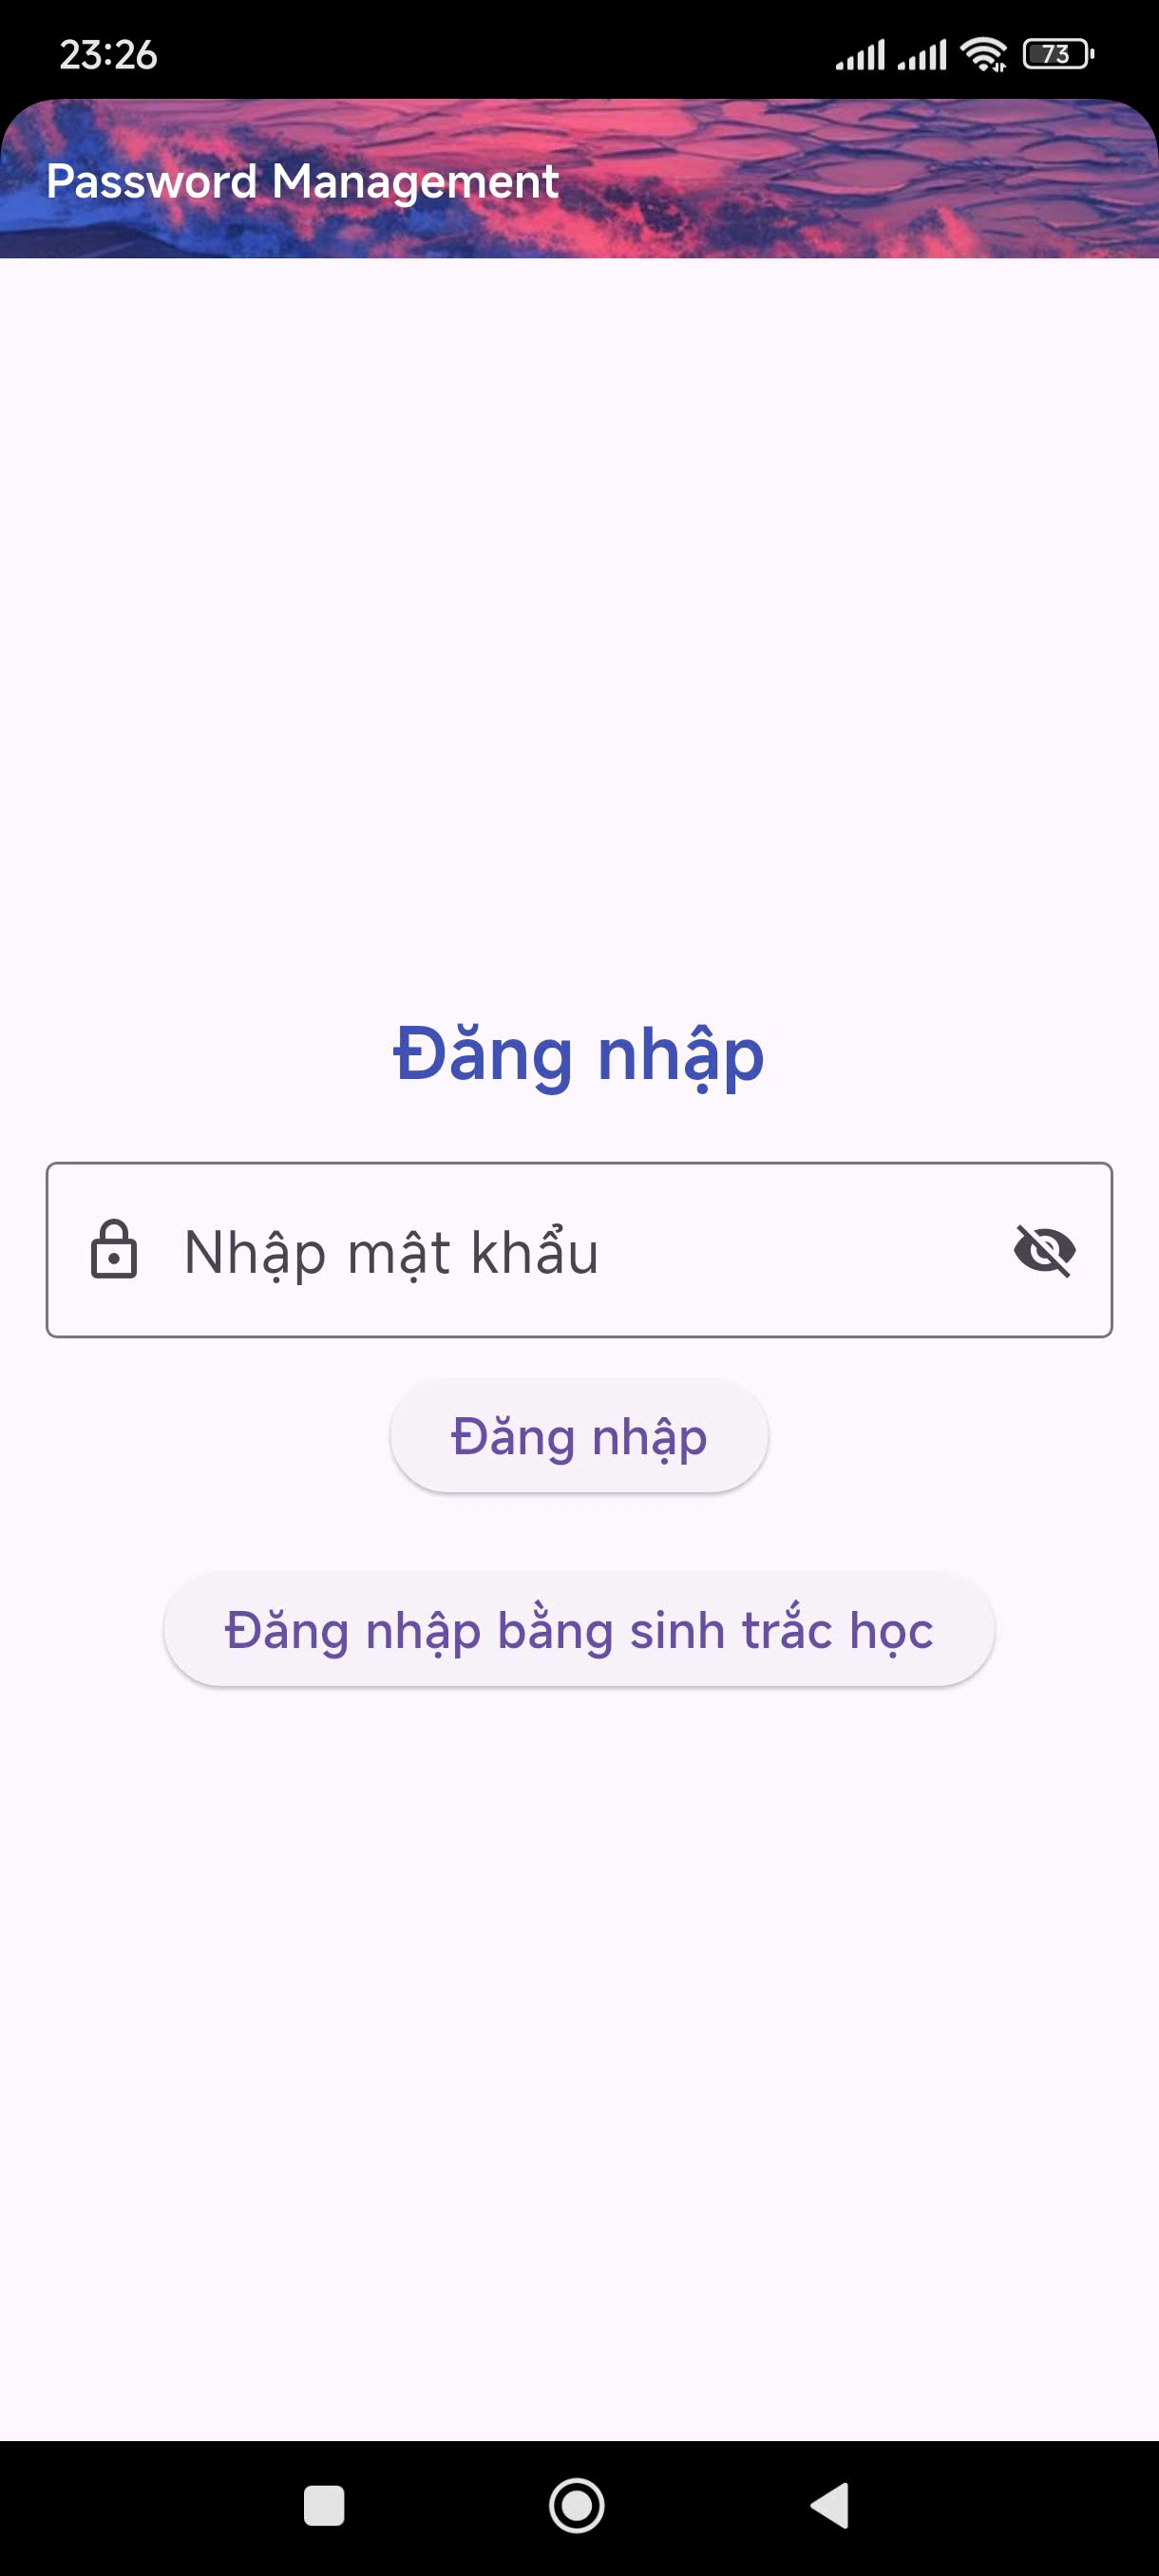 23:26
73
Password Management
Đăng nhập
Nhập mật khẩu
Đăng nhập
Đăng nhập bằng sinh trắc học